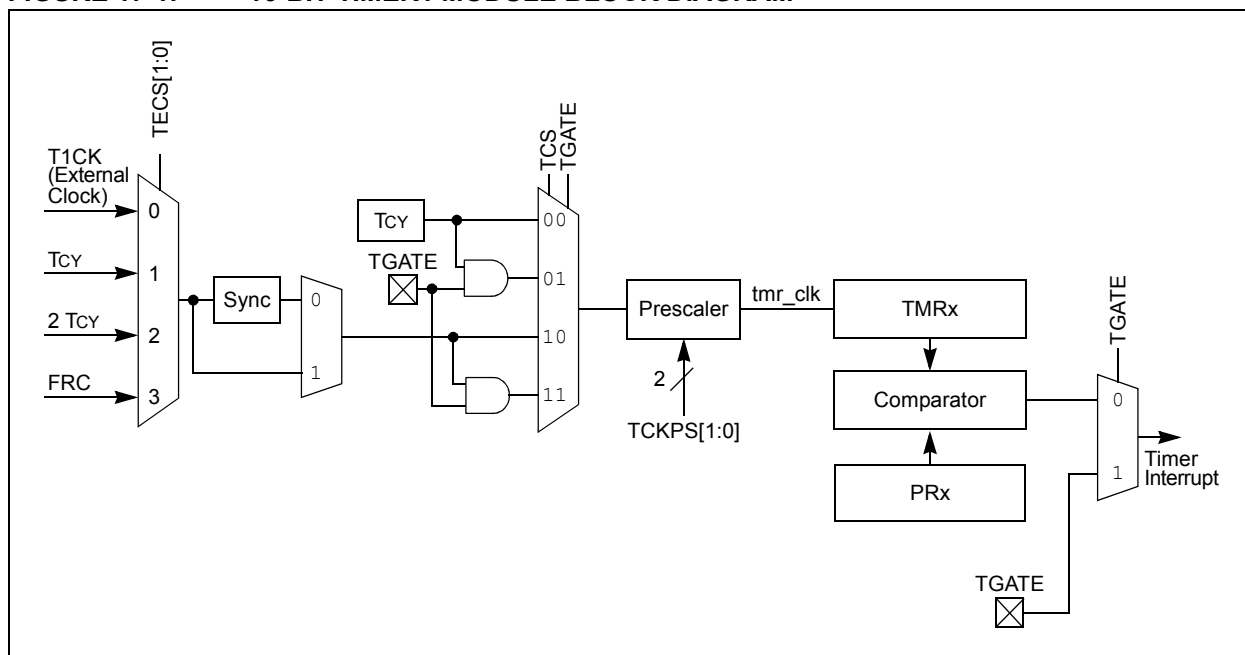 TECS[1:0]
T1CK
(External
Clock)
0
TCY
1
2 TCY
2
FRC
3
Sync
0
1
TCY
TGATE
TCS
TGATE
00
01
10
11
Prescaler
2
TCKPS[1:0]
tmr_clk
TMRx
Comparator
PRx
TGATE
0
1
Timer
Interrupt
TGATE